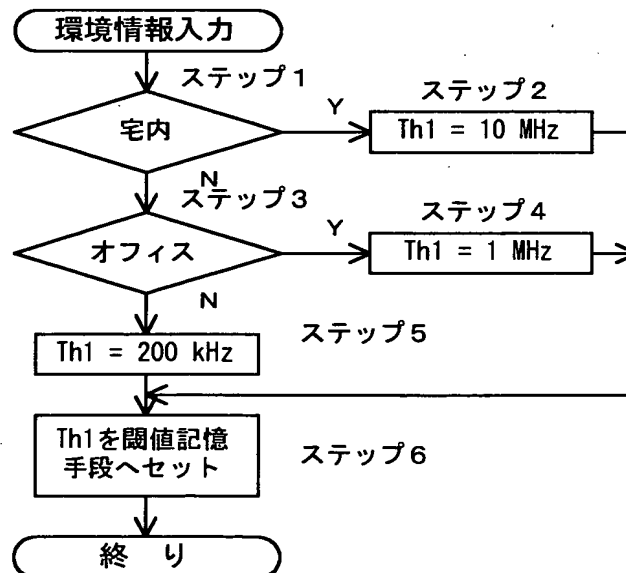 環境情報入力
ステップ1
宅内
Y
ステップ2
Th1 = 10 MHz
N
ステップ3
オフィス
Y
ステップ4
Th1 = 1 MHz
N
ステップ5
Th1 = 200 kHz
Th1を閾値記憶
手段へセット
ステップ6
終り